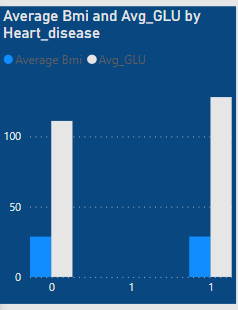 Average Bmi and Avg_GLU by
Heart_disease
Average Bmi Avg_GLU
100
50
0
0 1 1